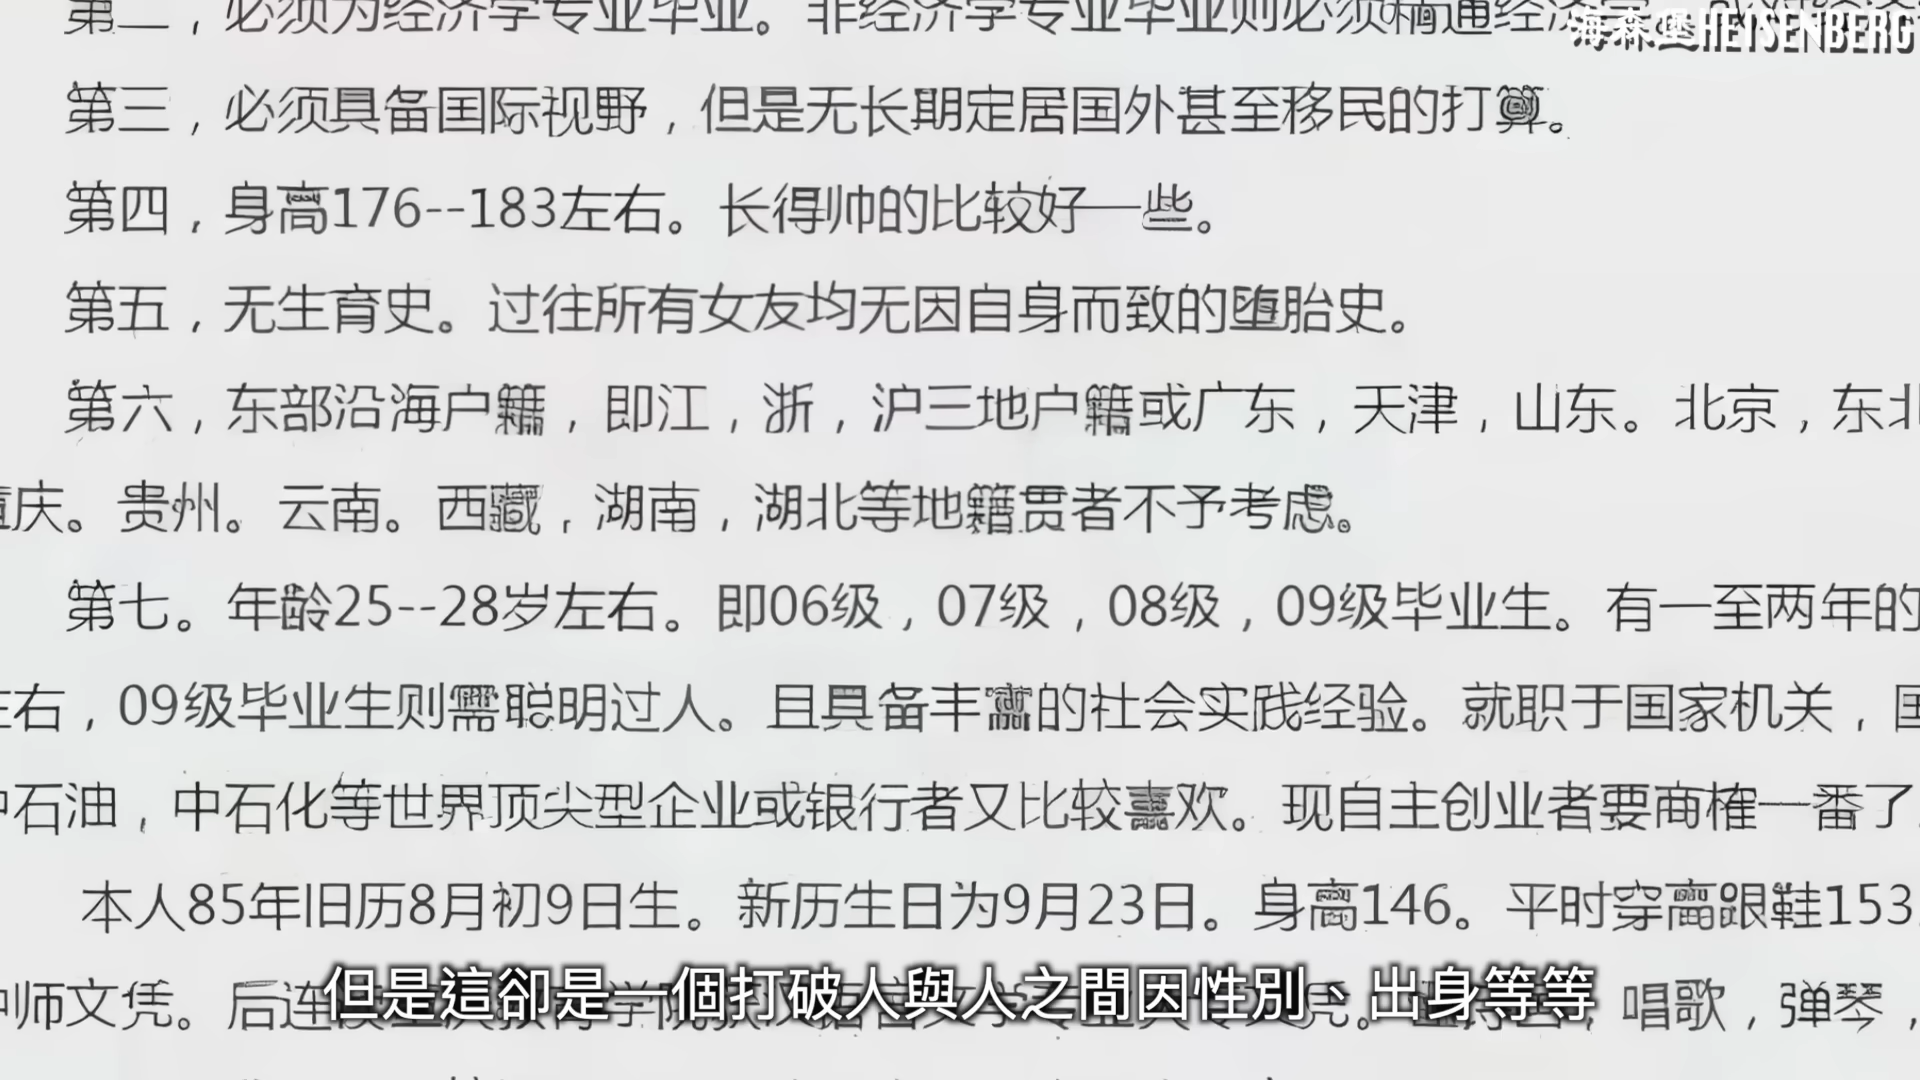 第二，必须为经济学专业毕业。非经济学专业毕业则必须精通经济学。或对经济
海森堡HEISENBERG
第三，必须具备国际视野，但是无长期定居国外甚至移民的打算。
第四，身高176--183左右。长得帅的比较好一些。
第五，无生育史。过往所有女友均无因自身而致的堕胎史。
第六，东部沿海户籍，即江，浙，沪三地户籍或广东，天津，山东。北京，东北
重庆。贵州。云南。西藏，湖南，湖北等地籍贯者不予考虑。
第七。年龄25--28岁左右。即06级，07级，08级，09级毕业生。有一至两年的
左右，09级毕业生则需聪明过人。且具备丰富的社会实践经验。就职于国家机关，国
中石油，中石化等世界顶尖型企业或银行者又比较喜欢。现自主创业者要商榷一番了
本人85年旧历8月初9日生。新历生日为9月23日。身高146。平时穿高跟鞋153
师文凭。后连
唱歌，弹琴，
但是這卻是一個打破人與人之間因性別、出身等等